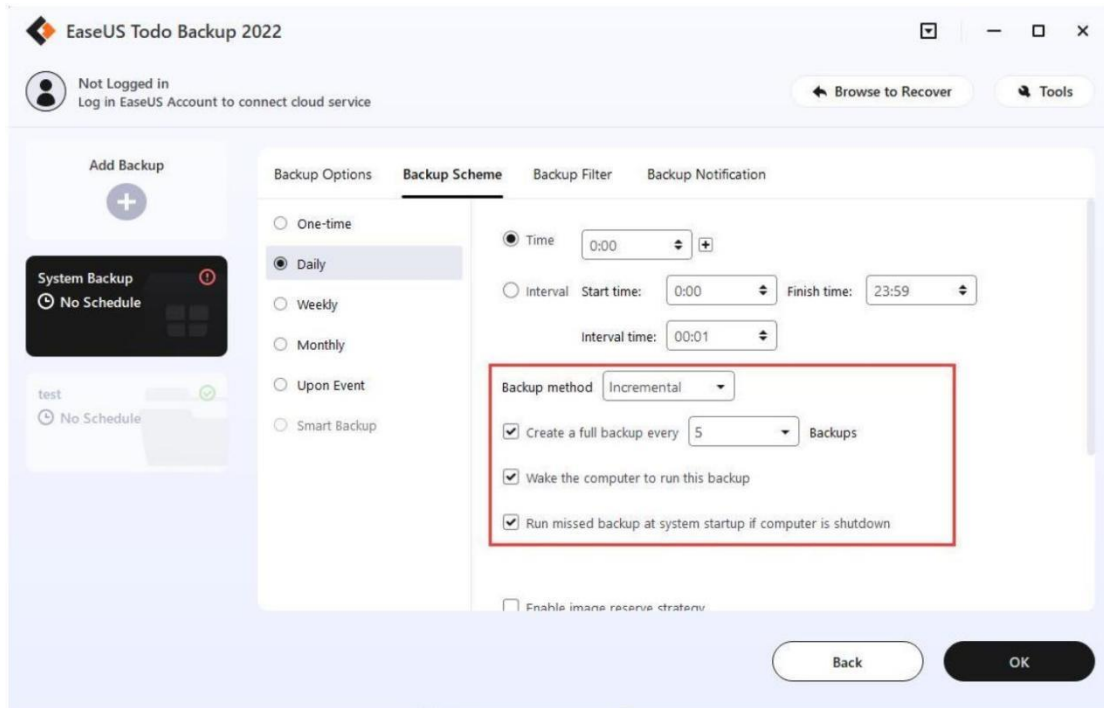 EaseUS Todo Backup 2022
Not Logged in
Log in EaseUS Account to connect cloud service
Browse to Recover
Tools
Add Backup
System Backup
No Schedule
test
No Schedule
Backup Options Backup Scheme Backup Filter Backup Notification
One-time
Daily
Weekly
Monthly
Upon Event
Smart Backup
Time 0:00
Interval Start time: 0:00 Finish time: 23:59
Interval time: 00:01
Backup method Incremental
Create a full backup every 5 Backups
Wake the computer to run this backup
Run missed backup at system startup if computer is shutdown
Enable image reserve strategy
Back
OK